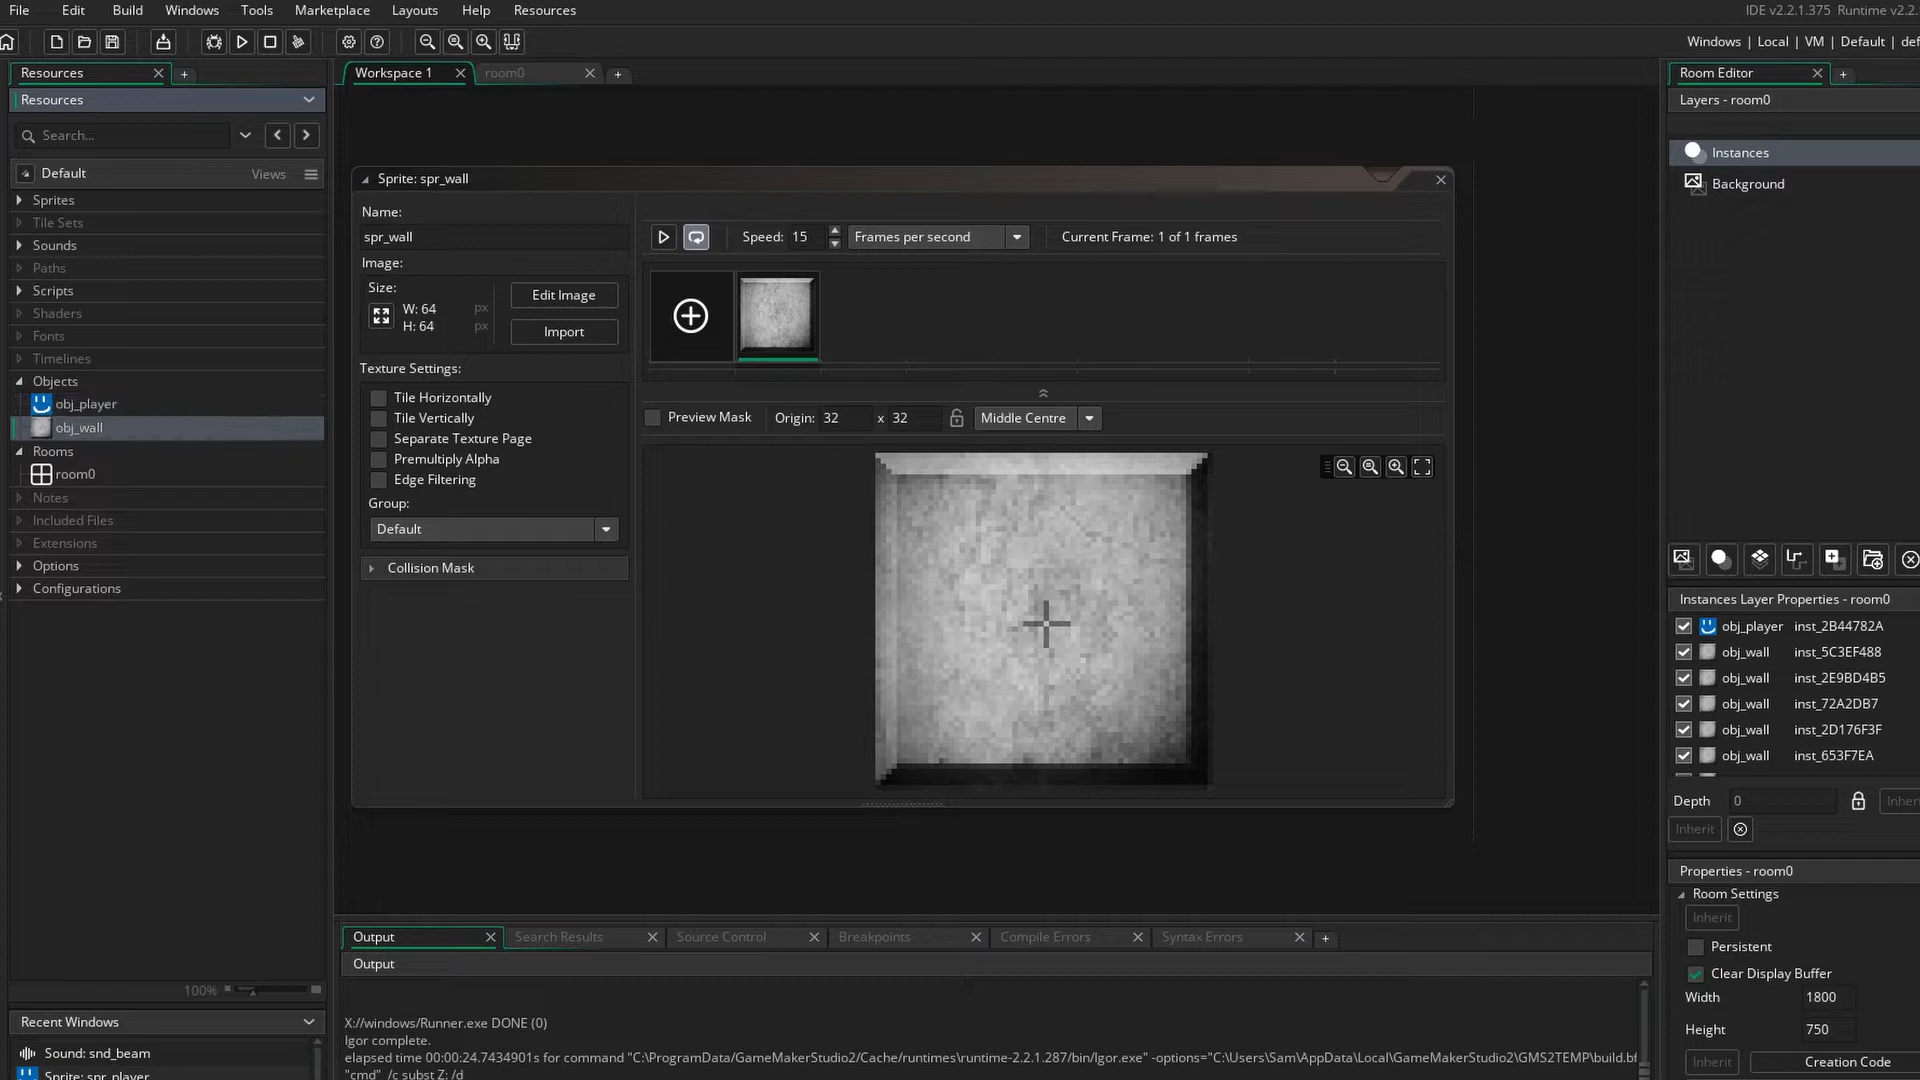 File Edit Build Windows Tools Marketplace Layouts Help Resources
IDE v2.2.1.375 Runtime v2.2.
Windows | Local | VM | Default | def
Resources
Workspace 1
room0
Room Editor
Resources
Layers - room0
Search...
Default
Views
Sprites
Tile Sets
Sounds
Paths
Scripts
Shaders
Fonts
Timelines
Objects
obj_player
obj_wall
Rooms
room0
Notes
Included Files
Extensions
Options
Configurations
100%
Recent Windows
Sound: snd_beam
Sprite: spr_player
Sprite: spr_wall
Name:
spr_wall
Image:
Size:
W: 64 px
H: 64 px
Edit Image
Import
Texture Settings:
Tile Horizontally
Tile Vertically
Separate Texture Page
Premultiply Alpha
Edge Filtering
Group:
Default
Collision Mask
Speed: 15 Frames per second Current Frame: 1 of 1 frames
Preview Mask Origin: 32 x 32 Middle Centre
Output
Search Results
Source Control
Breakpoints
Compile Errors
Syntax Errors
Output
X://windows/Runner.exe DONE (0)
Igor complete.
elapsed time 00:00:24.7434901s for command "C:\ProgramData/GameMakerStudio2/Cache/runtimes\runtime-2.2.1.287/bin/Igor.exe" -options="C:\Users\Sam\AppData\Local\GameMakerStudio2\GMS2TEMP\build.bf
"cmd" /c subst Z: /d
Instances
Background
Instances Layer Properties - room0
obj_player inst_2B44782A
obj_wall inst_5C3EF488
obj_wall inst_2E9BD4B5
obj_wall inst_72A2DB7
obj_wall inst_2D176F3F
obj_wall inst_653F7EA
Depth 0 Inheri
Inherit
Properties - room0
Room Settings
Inherit
Persistent
Clear Display Buffer
Width 1800
Height 750
Inherit
Creation Code